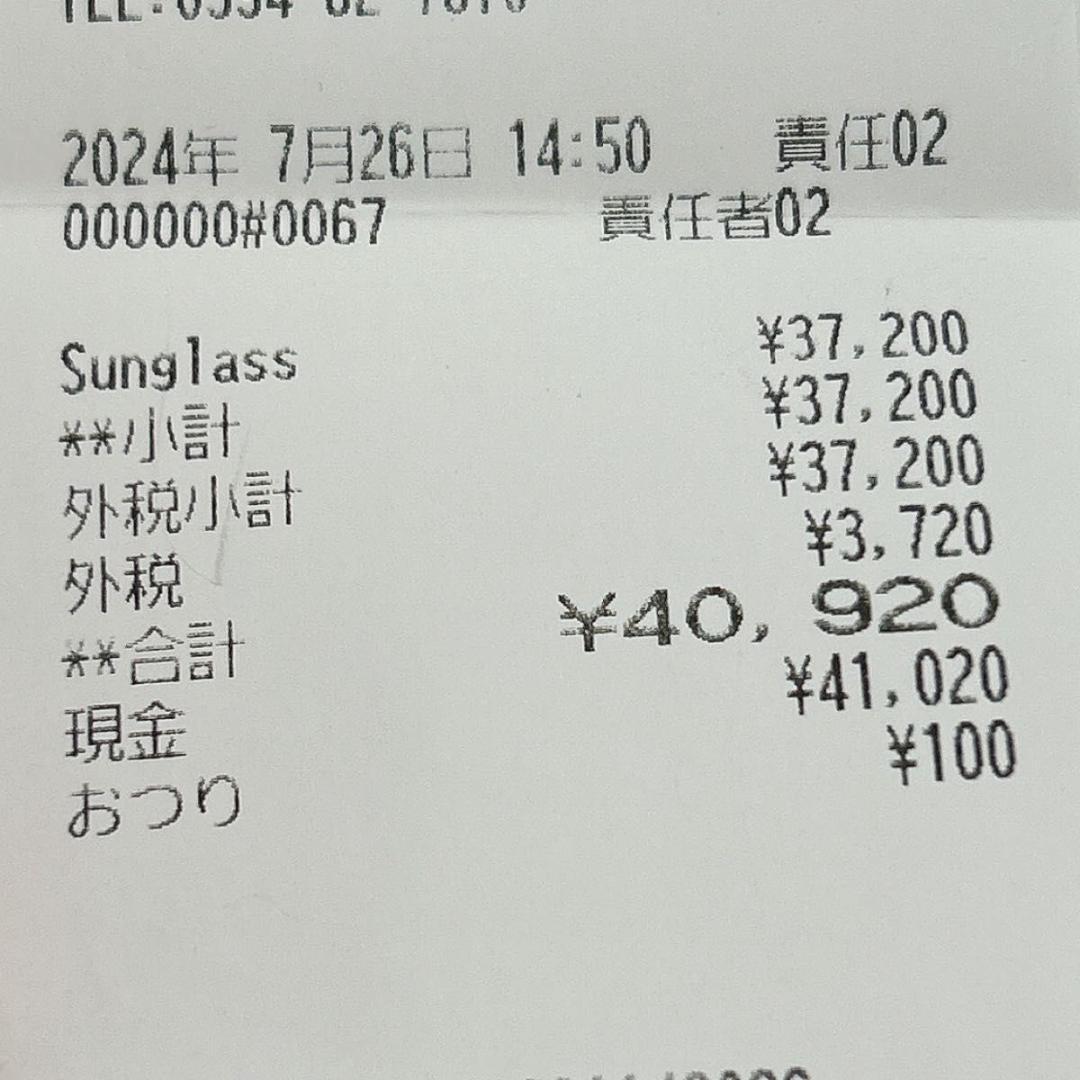 2024年 7月26日 14:50 責任02
000000#0067 責任者02
Sunglass ¥37,200
**小計 ¥37,200
外税小計 ¥37,200
外税 ¥3,720
**合計 ¥40,920
現金 ¥41,020
おつり ¥100